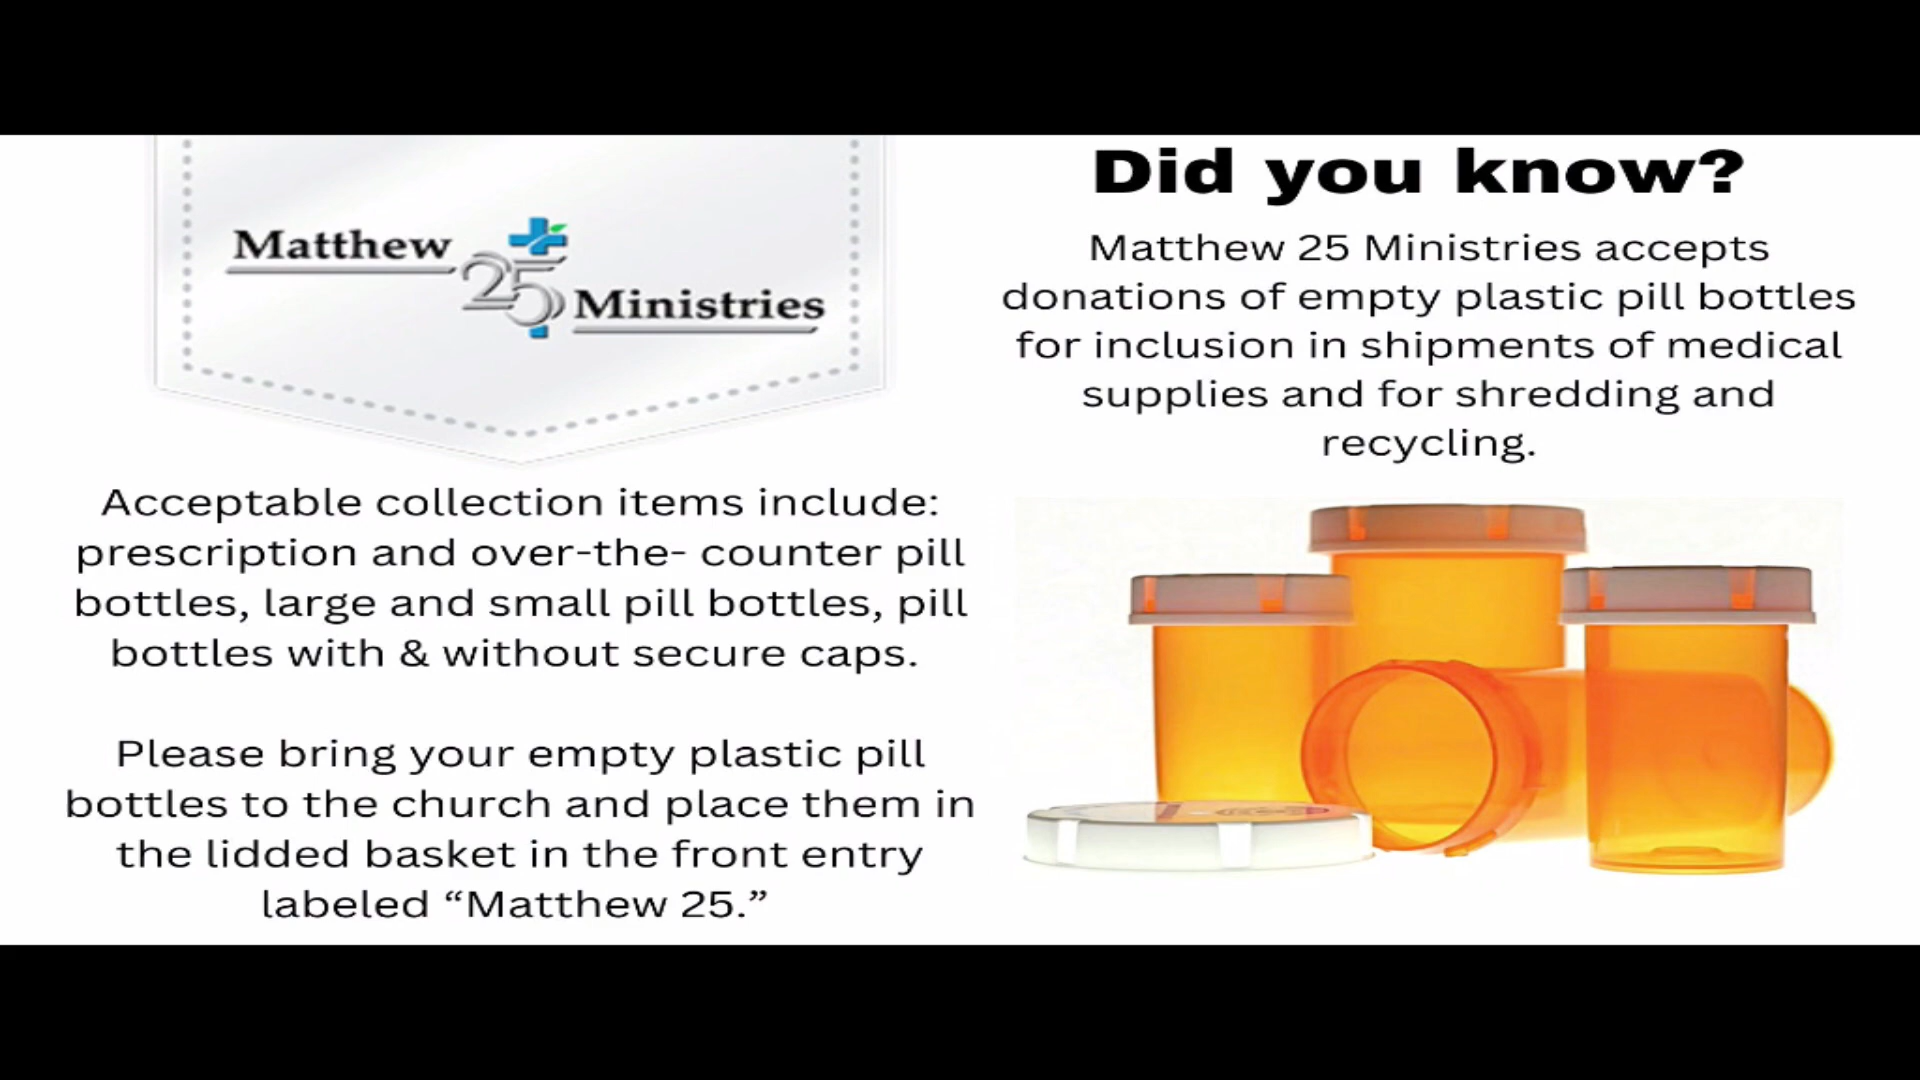 Matthew 25 Ministries
Acceptable collection items include:
prescription and over-the- counter pill
bottles, large and small pill bottles, pill
bottles with & without secure caps.
Please bring your empty plastic pill
bottles to the church and place them in
the lidded basket in the front entry
labeled “Matthew 25.”
Did you know?
Matthew 25 Ministries accepts
donations of empty plastic pill bottles
for inclusion in shipments of medical
supplies and for shredding and
recycling.